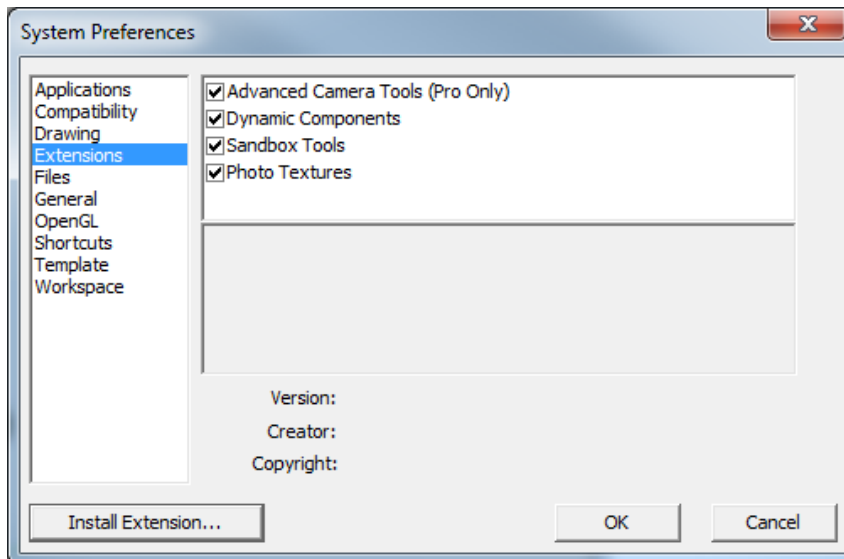 System Preferences
Applications
Compatibility
Drawing
Extensions
Files
General
OpenGL
Shortcuts
Template
Workspace
Advanced Camera Tools (Pro Only)
Dynamic Components
Sandbox Tools
Photo Textures
Version:
Creator:
Copyright:
Install Extension...
OK
Cancel